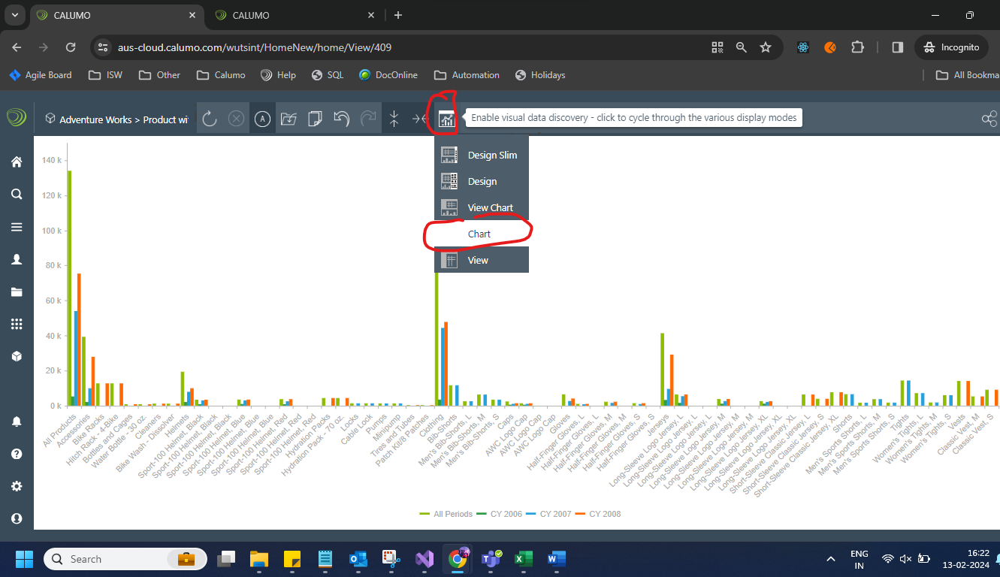 CALUMO
CALUMO
aus-cloud.calumo.com/wutsint/HomeNew/home/View/409
Incognito
Agile Board
ISW
Other
Calumo
Help
SQL
DocOnline
Automation
Holidays
All Bookma
Adventure Works > Product wi
A
Enable visual data discovery - click to cycle through the various display modes
Design Slim
Design
View Chart
Chart
View
140 k
120 k
100 k
80 k
60 k
40 k
20 k
0 k
All Products
Accessories
Bike Racks
Hitch Rack - 4-Bike
Bottles and Cages
Water Bottle - 30 oz.
Cleaners
Bike Wash - Dissolver
Helmets
Sport-100 Helmet, Black
Sport-100 Helmet, Black
Sport-100 Helmet, Black
Sport-100 Helmet, Blue
Sport-100 Helmet, Blue
Sport-100 Helmet, Blue
Sport-100 Helmet, Red
Sport-100 Helmet, Red
Sport-100 Helmet, Red
Hydration Packs
Hydration Pack - 70 oz.
Locks
Cable Lock
Pumps
Minipump
Tires and Tubes
Patch Kit/8 Patches
Clothing
Bib-Shorts
Men's Bib-Shorts, L
Men's Bib-Shorts, M
Men's Bib-Shorts, S
Caps
AWC Logo Cap
AWC Logo Cap
AWC Logo Cap
Gloves
Half-Finger Gloves, L
Half-Finger Gloves, L
Half-Finger Gloves, M
Half-Finger Gloves, M
Half-Finger Gloves, S
Half-Finger Gloves, S
Jerseys
Long-Sleeve Logo Jersey, L
Long-Sleeve Logo Jersey, L
Long-Sleeve Logo Jersey, L
Long-Sleeve Logo Jersey, M
Long-Sleeve Logo Jersey, M
Long-Sleeve Logo Jersey, M
Long-Sleeve Logo Jersey, XL
Long-Sleeve Logo Jersey, XL
Long-Sleeve Logo Jersey, XL
Short-Sleeve Classic Jersey, L
Short-Sleeve Classic Jersey, S
Short-Sleeve Classic Jersey, XL
Shorts
Men's Sports Shorts, L
Men's Sports Shorts, M
Men's Sports Shorts, S
Tights
Women's Tights, L
Women's Tights, M
Women's Tights, S
Vests
Classic Vest, M
Classic Vest, S
All Periods
CY 2006
CY 2007
CY 2008
Search
ENG
IN
16:22
13-02-2024